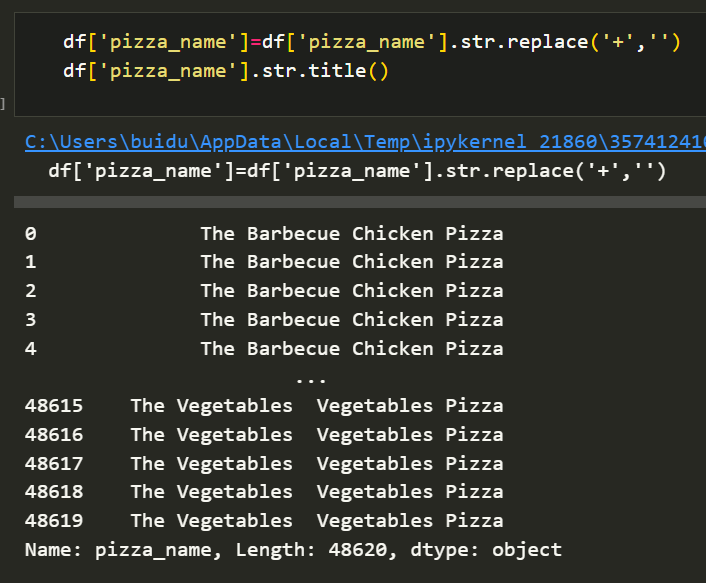 df['pizza_name']=df['pizza_name'].str.replace('+','')
df['pizza_name'].str.title()
]
C:\Users\buidu\AppData\Local\Temp\ipykernel_21860\357412410
df['pizza_name']=df['pizza_name'].str.replace('+','')
0 The Barbecue Chicken Pizza
1 The Barbecue Chicken Pizza
2 The Barbecue Chicken Pizza
3 The Barbecue Chicken Pizza
4 The Barbecue Chicken Pizza
...
48615 The Vegetables  Vegetables Pizza
48616 The Vegetables  Vegetables Pizza
48617 The Vegetables  Vegetables Pizza
48618 The Vegetables  Vegetables Pizza
48619 The Vegetables  Vegetables Pizza
Name: pizza_name, Length: 48620, dtype: object